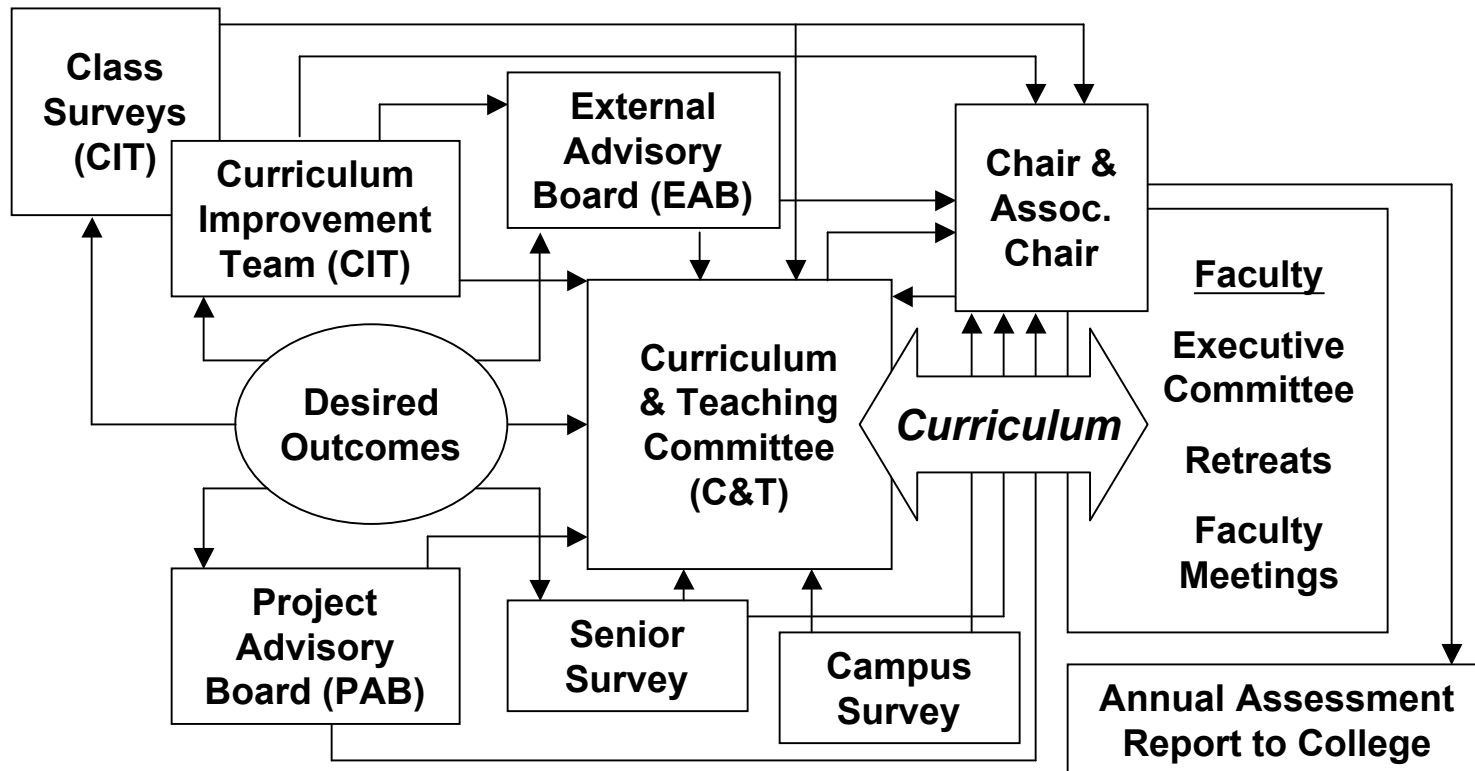 Class
Surveys
(CIT)
Curriculum
Improvement
Team (CIT)
External
Advisory
Board (EAB)
Chair &
Assoc.
Chair
Faculty
Executive
Committee
Retreats
Faculty
Meetings
Desired
Outcomes
Curriculum
& Teaching
Committee
(C&T)
Curriculum
Project
Advisory
Board (PAB)
Senior
Survey
Campus
Survey
Annual Assessment
Report to College